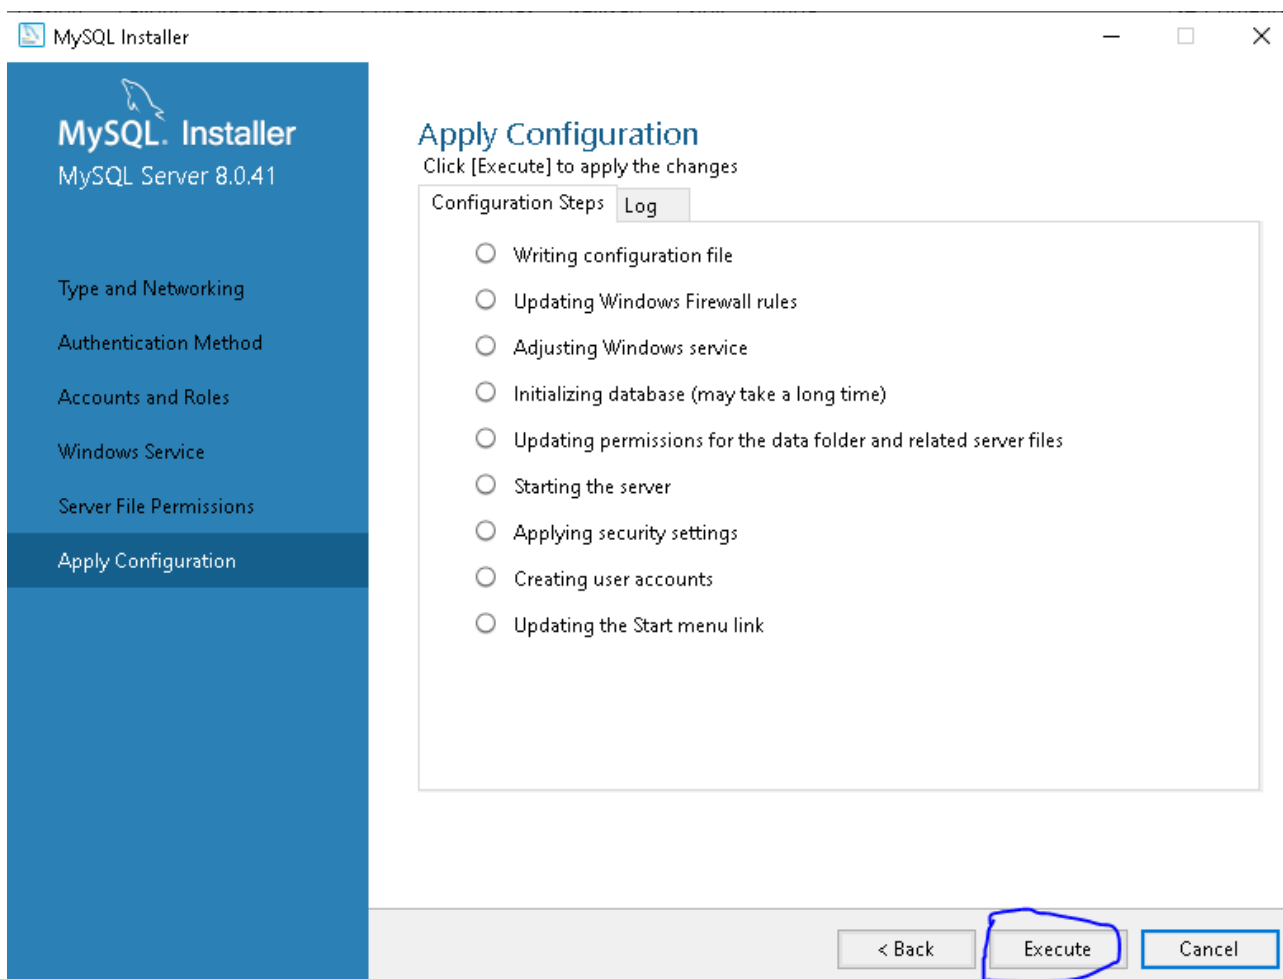 MySQL Installer
MySQL. Installer
MySQL Server 8.0.41
Type and Networking
Authentication Method
Accounts and Roles
Windows Service
Server File Permissions
Apply Configuration
Apply Configuration
Click [Execute] to apply the changes
Configuration Steps Log
Writing configuration file
Updating Windows Firewall rules
Adjusting Windows service
Initializing database (may take a long time)
Updating permissions for the data folder and related server files
Starting the server
Applying security settings
Creating user accounts
Updating the Start menu link
< Back Execute Cancel